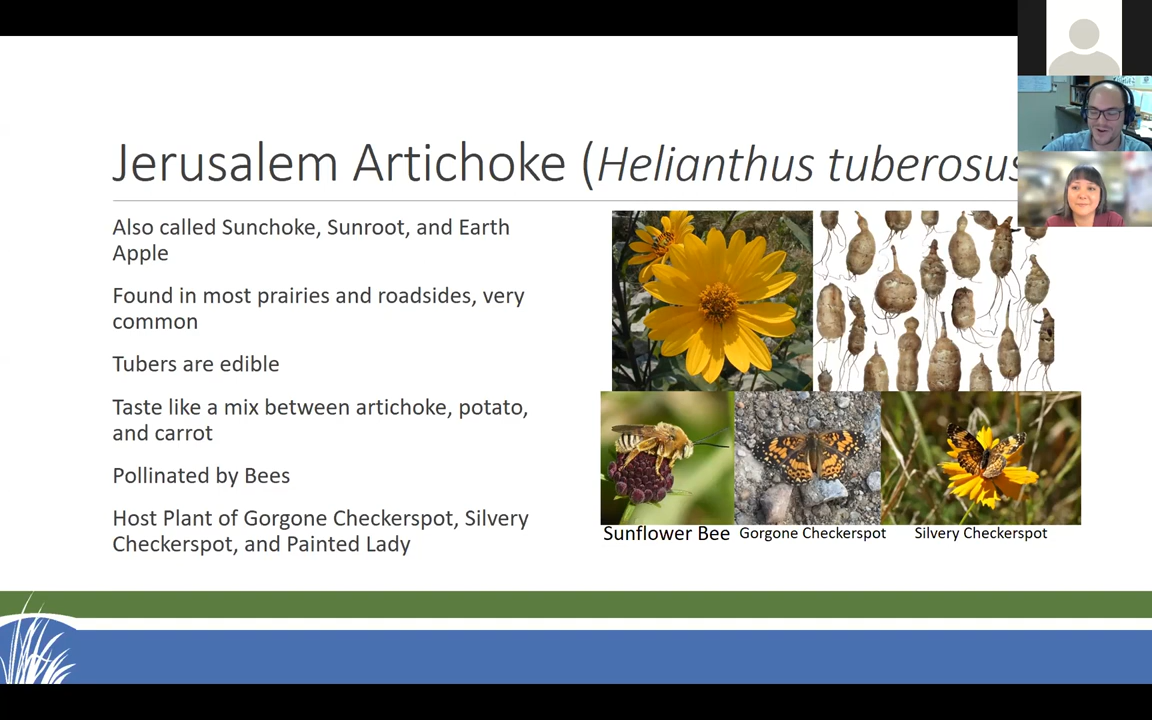 Jerusalem Artichoke (Helianthus tuberosus
Also called Sunchoke, Sunroot, and Earth
Apple
Found in most prairies and roadsides, very
common
Tubers are edible
Taste like a mix between artichoke, potato,
and carrot
Pollinated by Bees
Host Plant of Gorgone Checkerspot, Silvery
Checkerspot, and Painted Lady
Sunflower Bee
Gorgone Checkerspot
Silvery Checkerspot